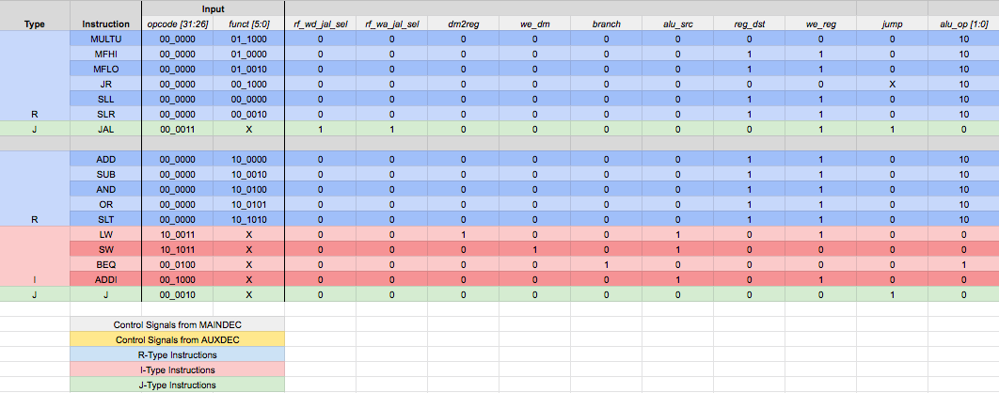 Input
Type Instruction opcode [31:26] funct [5:0] rf_wd_jal_sel rf_wa_jal_sel dm2reg we_dm branch alu_src reg_dst we_reg jump alu_op [1:0]
MULTU 00_0000 01_1000 0 0 0 0 0 0 0 0 0 10
MFHI 00_0000 01_0000 0 0 0 0 0 0 1 1 0 10
MFLO 00_0000 01_0010 0 0 0 0 0 0 1 1 0 10
JR 00_0000 00_1000 0 0 0 0 0 0 0 0 X 10
SLL 00_0000 00_0000 0 0 0 0 0 0 1 1 0 10
R SLR 00_0000 00_0010 0 0 0 0 0 0 1 1 0 10
J JAL 00_0011 X 1 1 0 0 0 0 0 1 1 0
ADD 00_0000 10_0000 0 0 0 0 0 0 1 1 0 10
SUB 00_0000 10_0010 0 0 0 0 0 0 1 1 0 10
AND 00_0000 10_0100 0 0 0 0 0 0 1 1 0 10
OR 00_0000 10_0101 0 0 0 0 0 0 1 1 0 10
R SLT 00_0000 10_1010 0 0 0 0 0 0 1 1 0 10
LW 10_0011 X 0 0 1 0 0 1 0 1 0 0
SW 10_1011 X 0 0 0 1 0 1 0 0 0 0
BEQ 00_0100 X 0 0 0 0 1 0 0 0 0 1
I ADDI 00_1000 X 0 0 0 0 0 1 0 1 0 0
J J 00_0010 X 0 0 0 0 0 0 0 0 1 0
Control Signals from MAINDEC
Control Signals from AUXDEC
R-Type Instructions
I-Type Instructions
J-Type Instructions